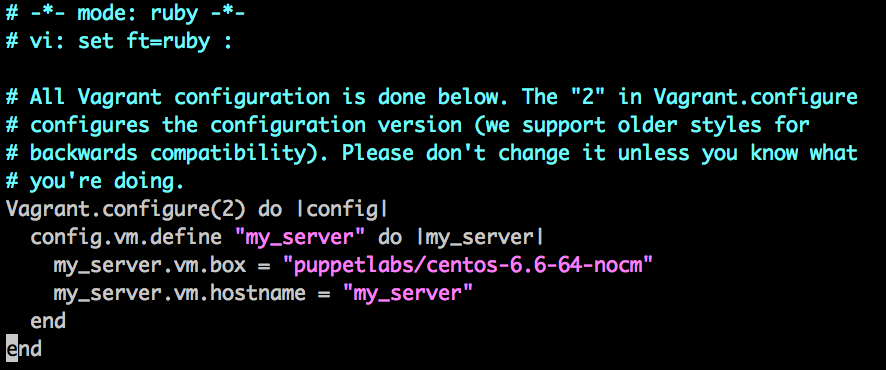 # -*- mode: ruby -*-
# vi: set ft=ruby :
# All Vagrant configuration is done below. The "2" in Vagrant.configure
# configures the configuration version (we support older styles for
# backwards compatibility). Please don't change it unless you know what
# you're doing.
Vagrant.configure(2) do |config|
  config.vm.define "my_server" do |my_server|
    my_server.vm.box = "puppetlabs/centos-6.6-64-nocm"
    my_server.vm.hostname = "my_server"
  end
end